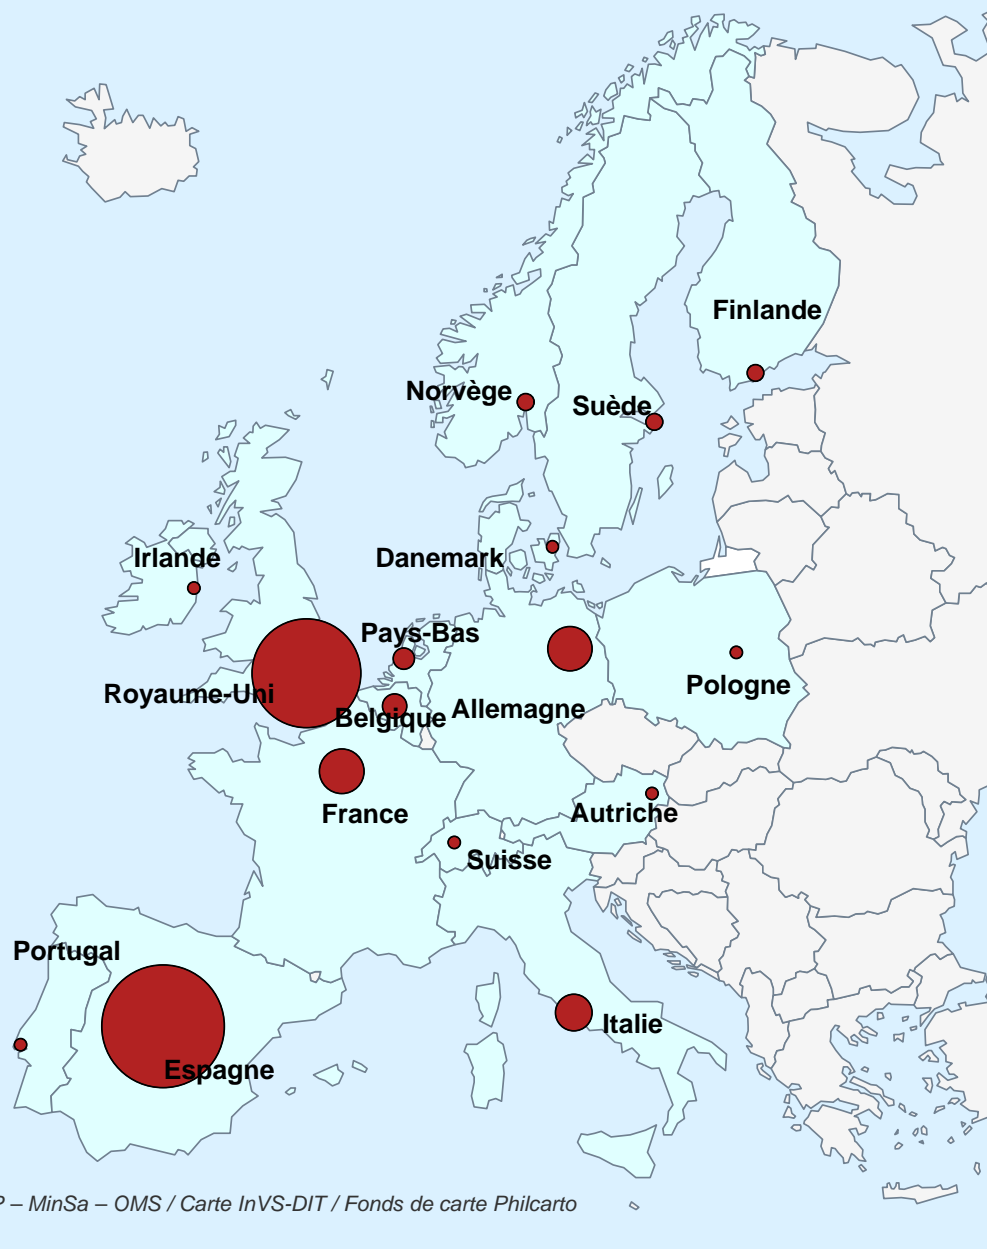 Finlande
Norvège
Suède
Irlande
Danemark
Pays-Bas
Pologne
Royaume-Uni
Belgique
Allemagne
France
Autriche
Suisse
Portugal
Italie
Espagne
– MinSa – OMS / Carte InVS-DIT / Fonds de carte Philcarto